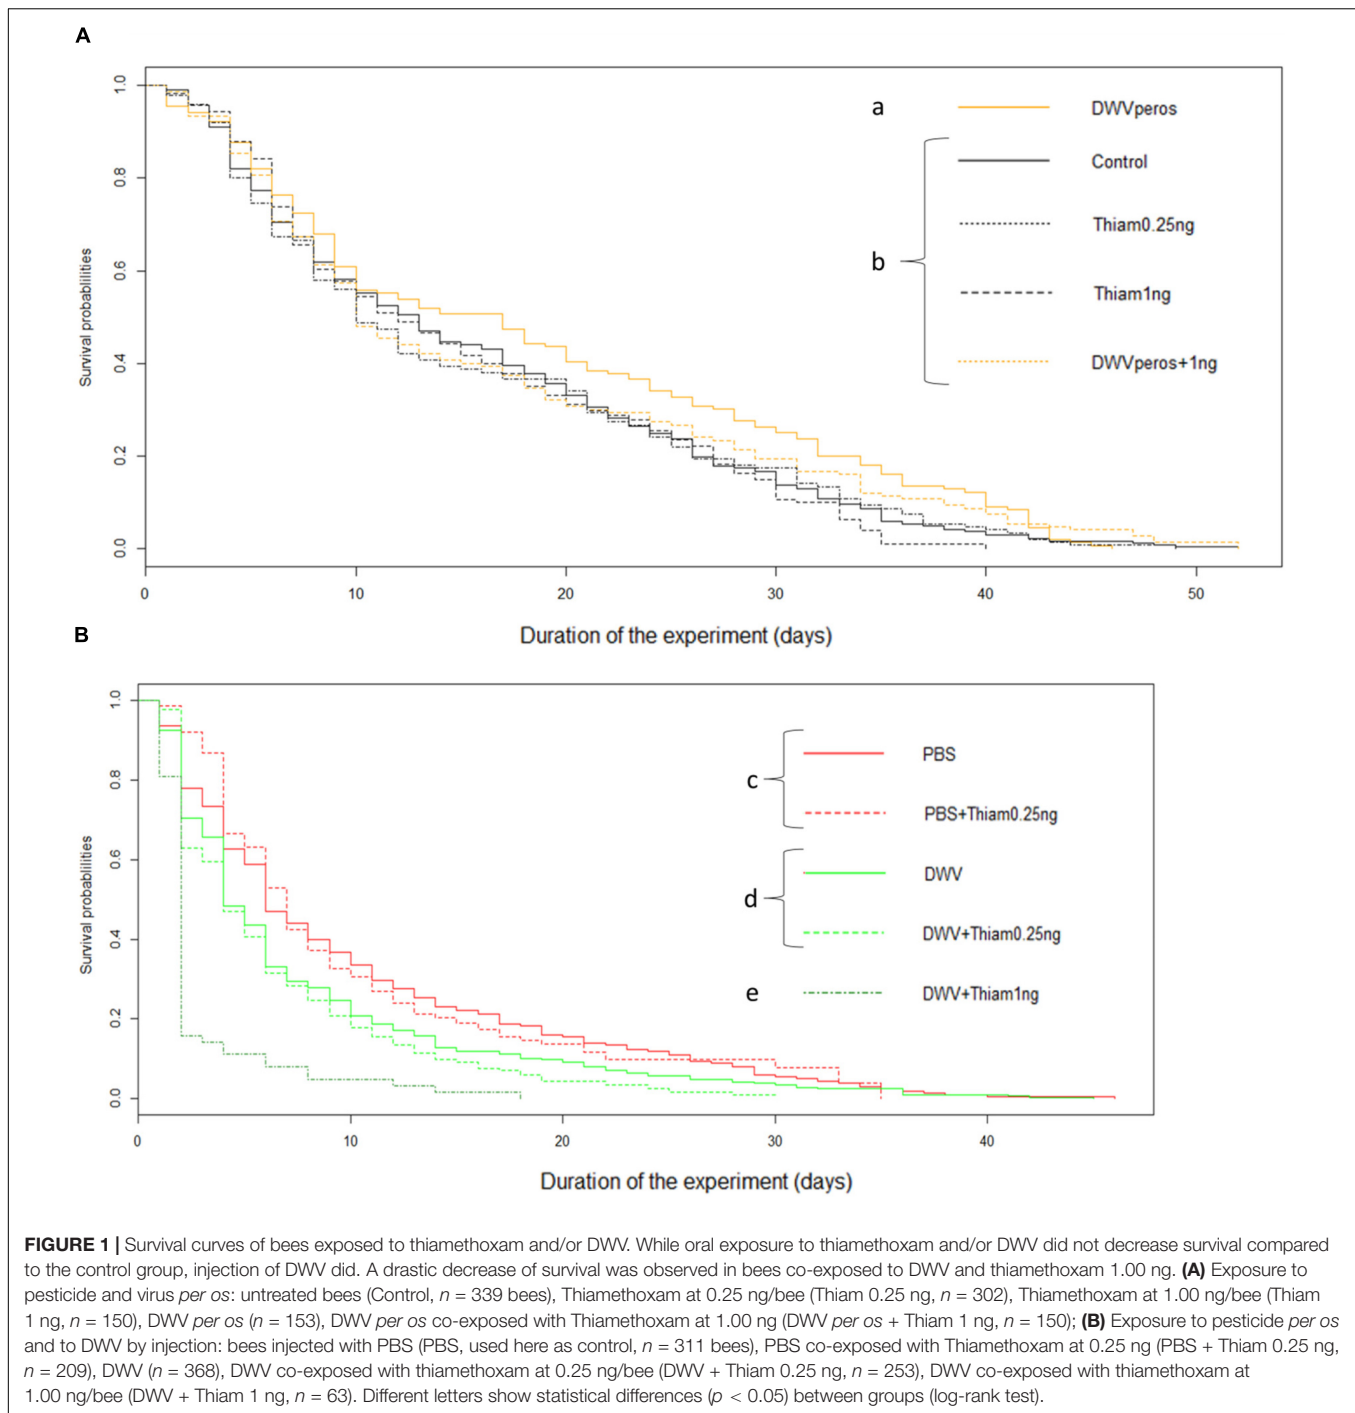 A
1.0
0.8
0.6
0.4
0.2
0.0
Survival probablilities
a
DWVperos
Control
Thiam0.25ng
b
Thiam1ng
DWVperos+1ng
0 10 20 30 40 50
Duration of the experiment (days)
B
1.0
0.8
0.6
0.4
0.2
0.0
Survival probablilities
PBS
c
PBS+Thiam0.25ng
DWV
d
DWV+Thiam0.25ng
e DWV+Thiam1ng
0 10 20 30 40
Duration of the experiment (days)
FIGURE 1 | Survival curves of bees exposed to thiamethoxam and/or DWV. While oral exposure to thiamethoxam and/or DWV did not decrease survival compared
to the control group, injection of DWV did. A drastic decrease of survival was observed in bees co-exposed to DWV and thiamethoxam 1.00 ng. (A) Exposure to
pesticide and virus per os: untreated bees (Control, n = 339 bees), Thiamethoxam at 0.25 ng/bee (Thiam 0.25 ng, n = 302), Thiamethoxam at 1.00 ng/bee (Thiam
1 ng, n = 150), DWV per os (n = 153), DWV per os co-exposed with Thiamethoxam at 1.00 ng (DWV per os + Thiam 1 ng, n = 150); (B) Exposure to pesticide per os
and to DWV by injection: bees injected with PBS (PBS, used here as control, n = 311 bees), PBS co-exposed with Thiamethoxam at 0.25 ng (PBS + Thiam 0.25 ng,
n = 209), DWV (n = 368), DWV co-exposed with thiamethoxam at 0.25 ng/bee (DWV + Thiam 0.25 ng, n = 253), DWV co-exposed with thiamethoxam at
1.00 ng/bee (DWV + Thiam 1 ng, n = 63). Different letters show statistical differences (p < 0.05) between groups (log-rank test).